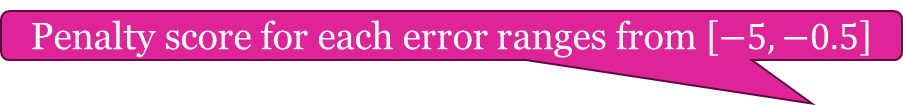 Penalty score for each error ranges from [−5, −0.5]